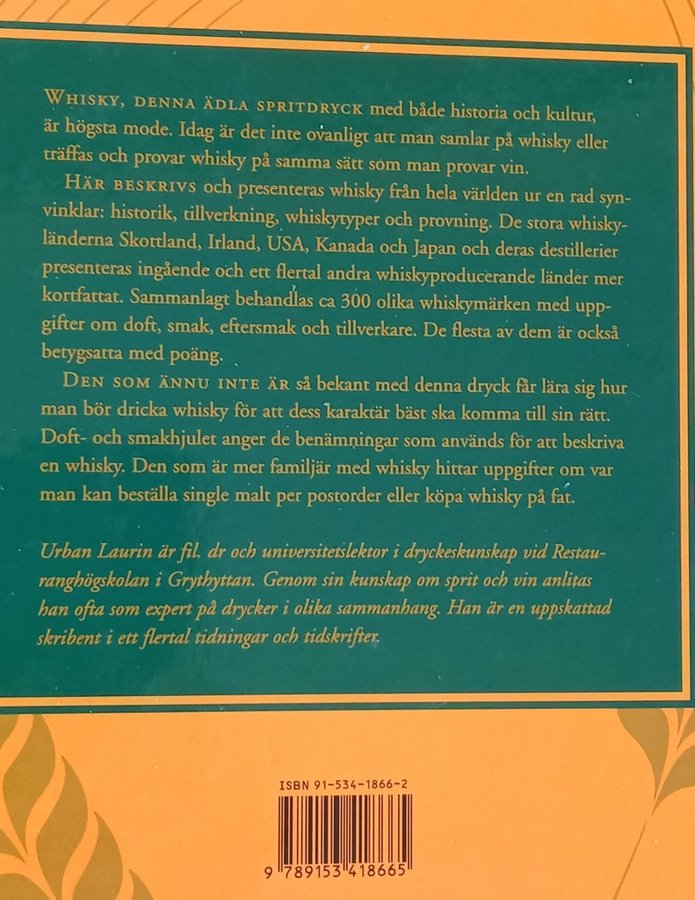 WHISKY, DENNA ÄDLA SPRITDRYCK med både historia och kultur,
är högsta mode. Idag är det inte ovanligt att man samlar på whisky eller
träffas och provar whisky på samma sätt som man provar vin.
HÄR BESKRIVS och presenteras whisky från hela världen ur en rad syn-
vinklar: historik, tillverkning, whiskytyper och provning. De stora whisky-
länderna Skottland, Irland, USA, Kanada och Japan och deras destillerier
presenteras ingående och ett flertal andra whiskyproducerande länder mer
kortfattat. Sammanlagt behandlas ca 300 olika whiskymärken med upp-
gifter om doft, smak, eftersmak och tillverkare. De flesta av dem är också
betygsatta med poäng.
DEN SOM ÄNNU INTE ÄR så bekant med denna dryck får lära sig hur
man bör dricka whisky för att dess karaktär bäst ska komma till sin rätt.
Doft- och smakhjulet anger de benämningar som används för att beskriva
en whisky. Den som är mer familjär med whisky hittar uppgifter om var
man kan beställa single malt per postorder eller köpa whisky på fat.
Urban Laurin är fil. dr och universitetslektor i dryckeskunskap vid Restau-
ranghögskolan i Grythyttan. Genom sin kunskap om sprit och vin anlitas
han ofta som expert på drycker i olika sammanhang. Han är en uppskattad
skribent i ett flertal tidningar och tidskrifter.
ISBN 91-534-1866-2
9 789153 418665